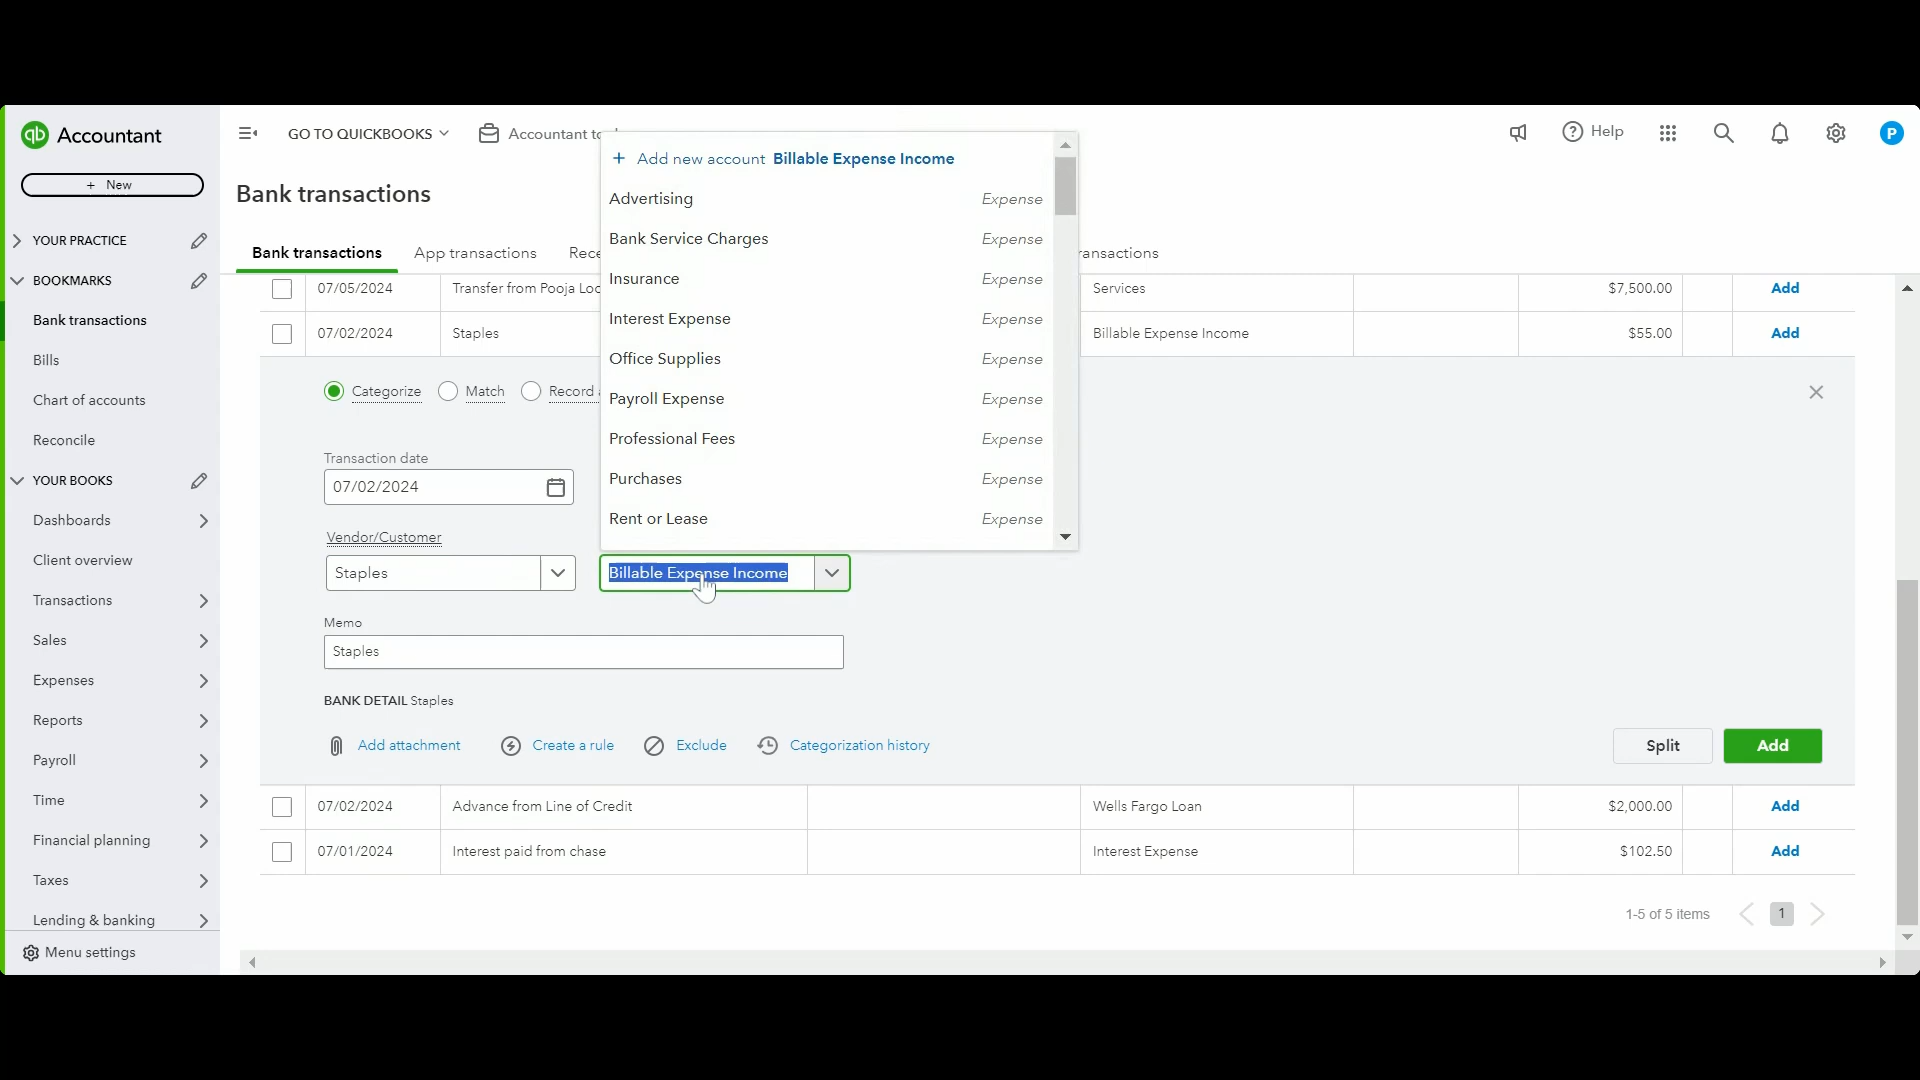 qb Accountant
+ New
YOUR PRACTICE
BOOKMARKS
Bank transactions
Bills
Chart of accounts
Reconcile
YOUR BOOKS
Dashboards
Client overview
Transactions
Sales
Expenses
Reports
Payroll
Time
Financial planning
Taxes
Lending & banking
Menu settings
GO TO QUICKBOOKS
Accountant to
Help
P
Bank transactions
Bank transactions App transactions Rece ransactions
+ Add new account Billable Expense Income
Advertising Expense
Bank Service Charges Expense
Insurance Expense
Interest Expense Expense
Office Supplies Expense
Payroll Expense Expense
Professional Fees Expense
Purchases Expense
Rent or Lease Expense
07/05/2024 Transfer from Pooja Loc Services $7,500.00 Add
07/02/2024 Staples Billable Expense Income $55.00 Add
Categorize Match Record
Transaction date
07/02/2024
Vendor/Customer
Staples Billable Expense Income
Memo
Staples
BANK DETAIL Staples
Add attachment Create a rule Exclude Categorization history Split Add
07/02/2024 Advance from Line of Credit Wells Fargo Loan $2,000.00 Add
07/01/2024 Interest paid from chase Interest Expense $102.50 Add
1-5 of 5 items 1